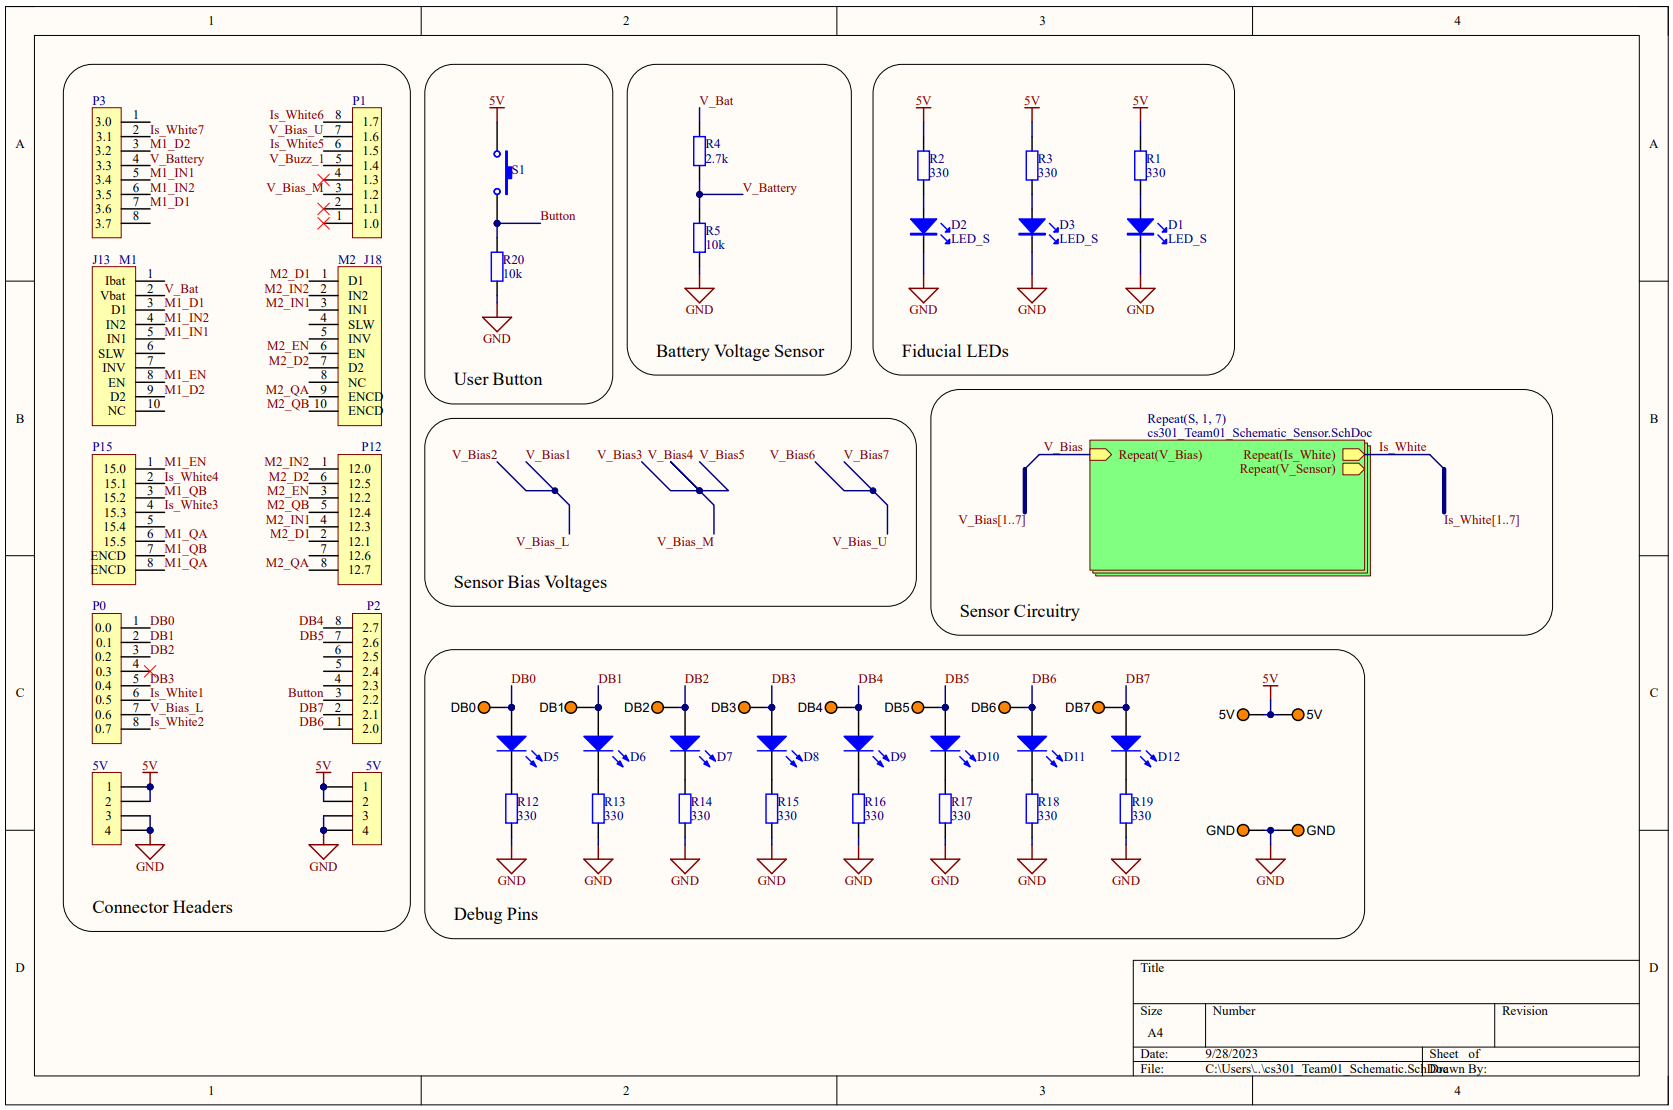 1 2 3 4
A
B
C
D
P3
3.0 1
3.1 2 Is_White7
3.2 3 M1_D2
3.3 4 V_Battery
3.4 5 M1_IN1
3.5 6 M1_IN2
3.6 7 M1_D1
3.7 8
P1
Is_White6 8 1.7
V_Bias_U 7 1.6
Is_White5 6 1.5
V_Buzz_1 5 1.4
4 1.3
V_Bias_M 3 1.2
2 1.1
1 1.0
J13 M1
Ibat 1
Vbat 2 V_Bat
D1 3 M1_D1
IN2 4 M1_IN2
IN1 5 M1_IN1
SLW 6
INV 7
EN 8 M1_EN
D2 9 M1_D2
NC 10
M2 J18
M2_D1 1 D1
M2_IN2 2 IN2
M2_IN1 3 IN1
4 SLW
5 INV
M2_EN 6 EN
M2_D2 7 D2
8 NC
M2_QA 9 ENCD
M2_QB 10 ENCD
P15
15.0 1 M1_EN
15.1 2 Is_White4
15.2 3 M1_QB
15.3 4 Is_White3
15.4 5
15.5 6 M1_QA
ENCD 7 M1_QB
ENCD 8 M1_QA
P12
M2_IN2 1 12.0
M2_D2 6 12.5
M2_EN 3 12.2
M2_QB 5 12.4
M2_IN1 4 12.3
M2_D1 2 12.1
7 12.6
M2_QA 8 12.7
P0
0.0 1 DB0
0.1 2 DB1
0.2 3 DB2
0.3 4
0.4 5 DB3
0.5 6 Is_White1
0.6 7 V_Bias_L
0.7 8 Is_White2
P2
DB4 8 2.7
DB5 7 2.6
6 2.5
5 2.4
4 2.3
Button 3 2.2
DB7 2 2.1
DB6 1 2.0
5V 5V
1
2
3
4
GND
5V 5V
1
2
3
4
GND
Connector Headers
5V
S1
Button
R20
10k
GND
User Button
V_Bat
R4
2.7k
V_Battery
R5
10k
GND
Battery Voltage Sensor
5V 5V 5V
R2 R3 R1
330 330 330
D2 D3 D1
LED_S LED_S LED_S
GND GND GND
Fiducial LEDs
V_Bias2 V_Bias1 V_Bias3 V_Bias4 V_Bias5 V_Bias6 V_Bias7
V_Bias_L V_Bias_M V_Bias_U
Sensor Bias Voltages
Repeat(S, 1, 7)
cs301_Team01_Schematic_Sensor.SchDoc
V_Bias Repeat(V_Bias) Repeat(Is_White) Is_White
Repeat(V_Sensor)
V_Bias[1..7] Is_White[1..7]
Sensor Circuitry
DB0 DB1 DB2 DB3 DB4 DB5 DB6 DB7 5V
DB0 DB1 DB2 DB3 DB4 DB5 DB6 DB7 5V 5V
D5 D6 D7 D8 D9 D10 D11 D12
R12 R13 R14 R15 R16 R17 R18 R19
330 330 330 330 330 330 330 330
GND GND
GND GND GND GND GND GND GND GND GND
Debug Pins
Title
Size Number Revision
A4
Date: 9/28/2023 Sheet of
File: C:\Users\..\cs301_Team01_Schematic.SchDoc Drawn By:
A
B
C
D
1 2 3 4